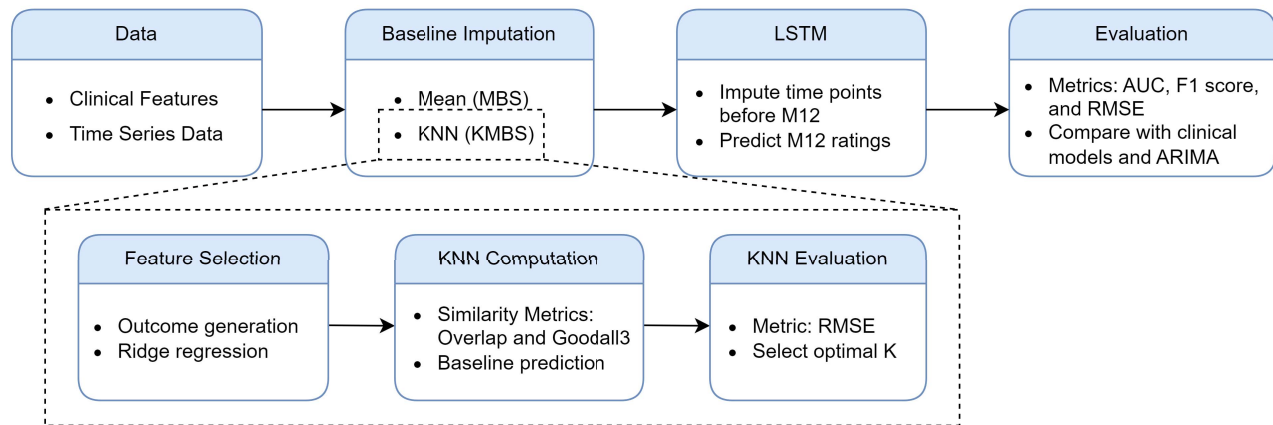 Data
Clinical Features
Time Series Data
Baseline Imputation
Mean (MBS)
KNN (KMBS)
LSTM
Impute time points
before M12
Predict M12 ratings
Evaluation
Metrics: AUC, F1 score,
and RMSE
Compare with clinical
models and ARIMA
Feature Selection
Outcome generation
Ridge regression
KNN Computation
Similarity Metrics:
Overlap and Goodall3
Baseline prediction
KNN Evaluation
Metric: RMSE
Select optimal K